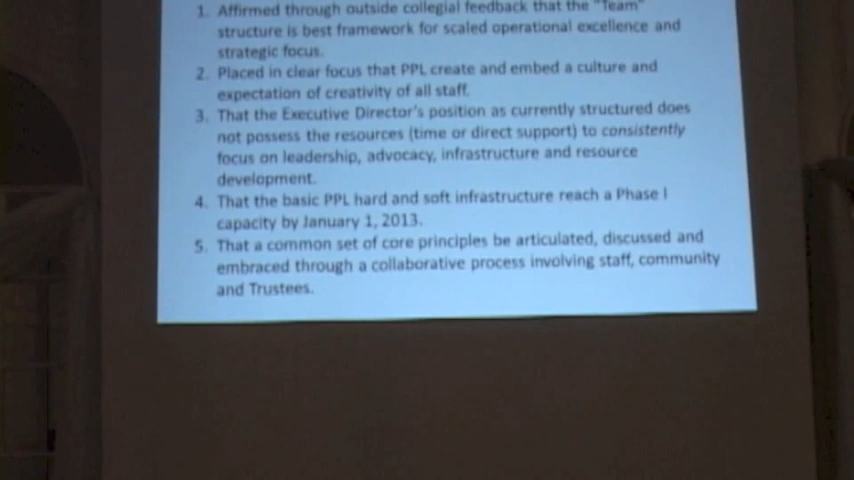 1. Affirmed through outside collegial feedback that the "Team"
structure is best framework for scaled operational excellence and
strategic focus.
2. Placed in clear focus that PPL create and embed a culture and
expectation of creativity of all staff.
3. That the Executive Director's position as currently structured does
not possess the resources (time or direct support) to consistently
focus on leadership, advocacy, infrastructure and resource
development.
4. That the basic PPL hard and soft infrastructure reach a Phase I
capacity by January 1, 2013.
5. That a common set of core principles be articulated, discussed and
embraced through a collaborative process involving staff, community
and Trustees.